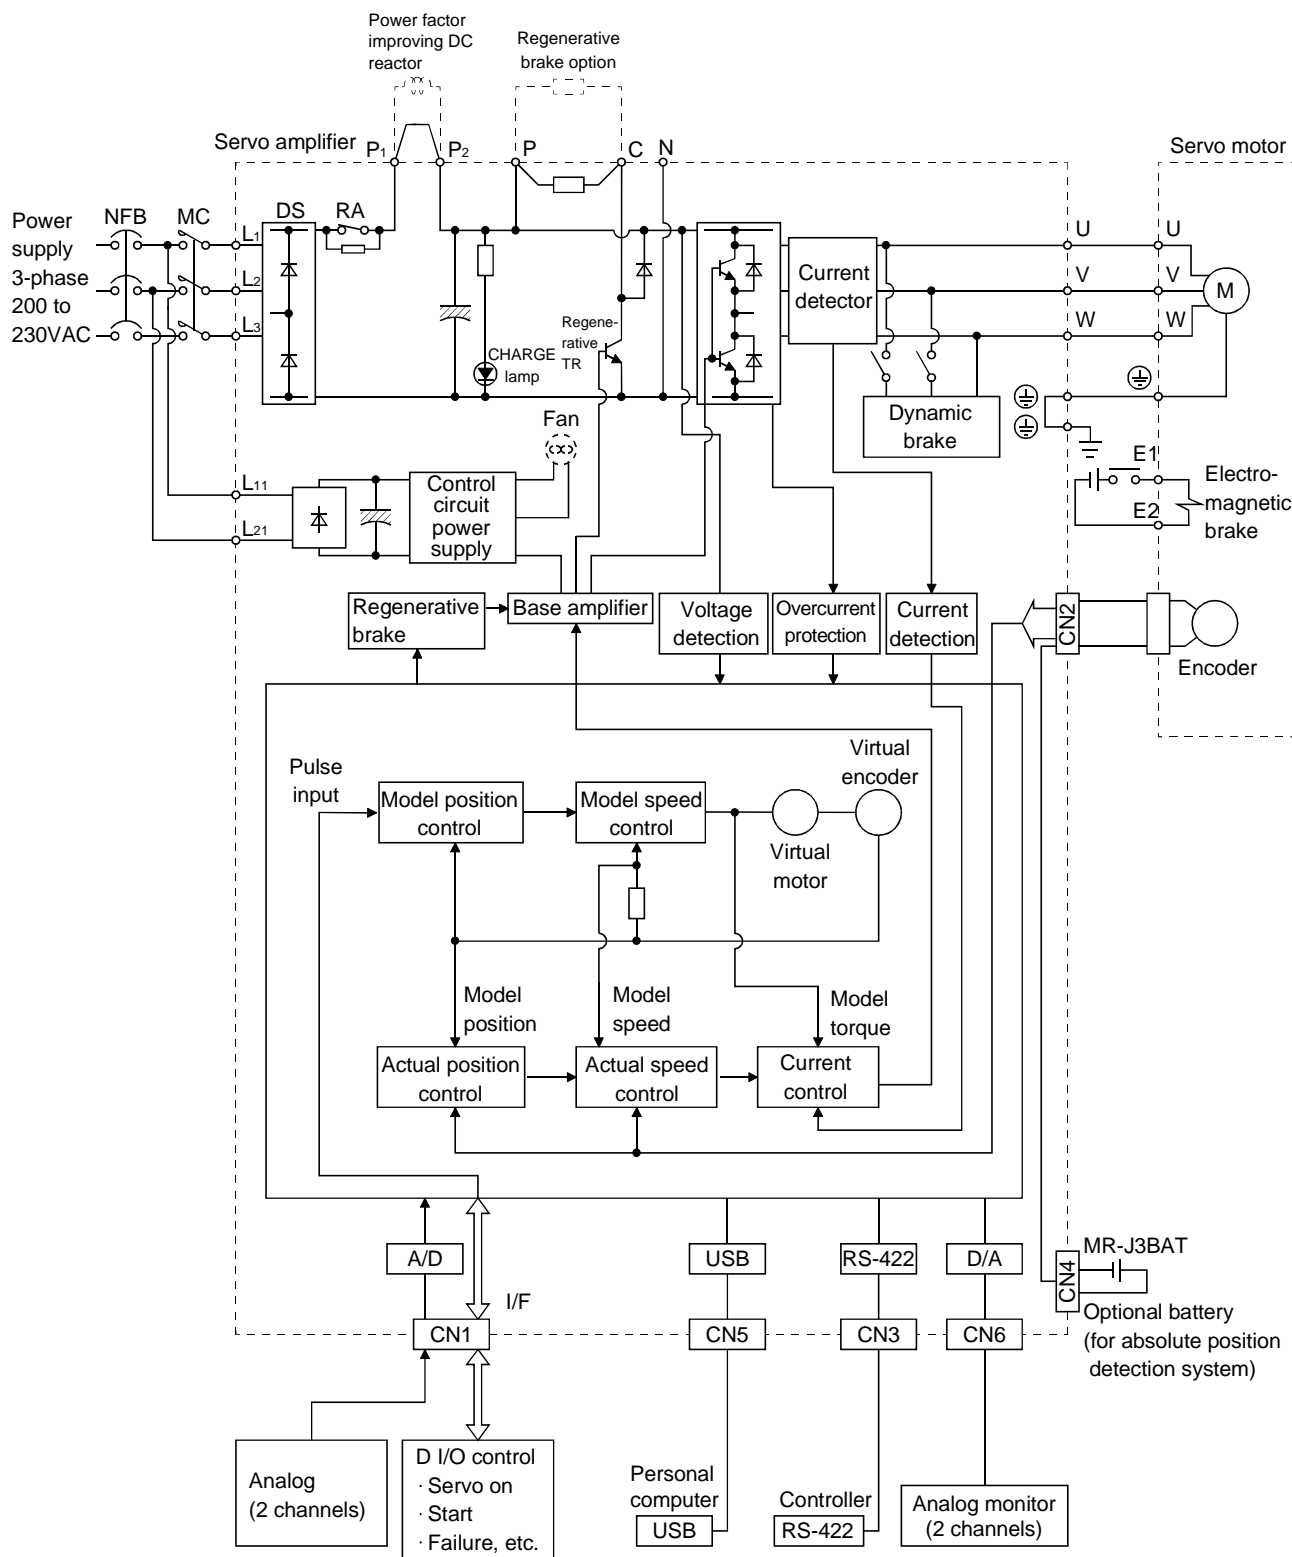 Power factor
improving DC
reactor
Regenerative
brake option
Servo amplifier
P1
P2
P
C
N
Servo motor
Power
supply
3-phase
200 to
230VAC
NFB
MC
DS
RA
L1
L2
L3
CHARGE
lamp
Regene-
rative
TR
Current
detector
U
V
W
U
V
W
M
Dynamic
brake
Fan
L11
L21
Control
circuit
power
supply
E1
E2
Electro-
magnetic
brake
Regenerative
brake
Base amplifier
Voltage
detection
Overcurrent
protection
Current
detection
CN2
Encoder
Pulse
input
Model position
control
Model speed
control
Virtual
encoder
Virtual
motor
Model
position
Model
speed
Model
torque
Actual position
control
Actual speed
control
Current
control
A/D
I/F
USB
RS-422
D/A
CN4
MR-J3BAT
Optional battery
(for absolute position
detection system)
CN1
CN5
CN3
CN6
Analog
(2 channels)
D I/O control
· Servo on
· Start
· Failure, etc.
Personal
computer
USB
Controller
RS-422
Analog monitor
(2 channels)